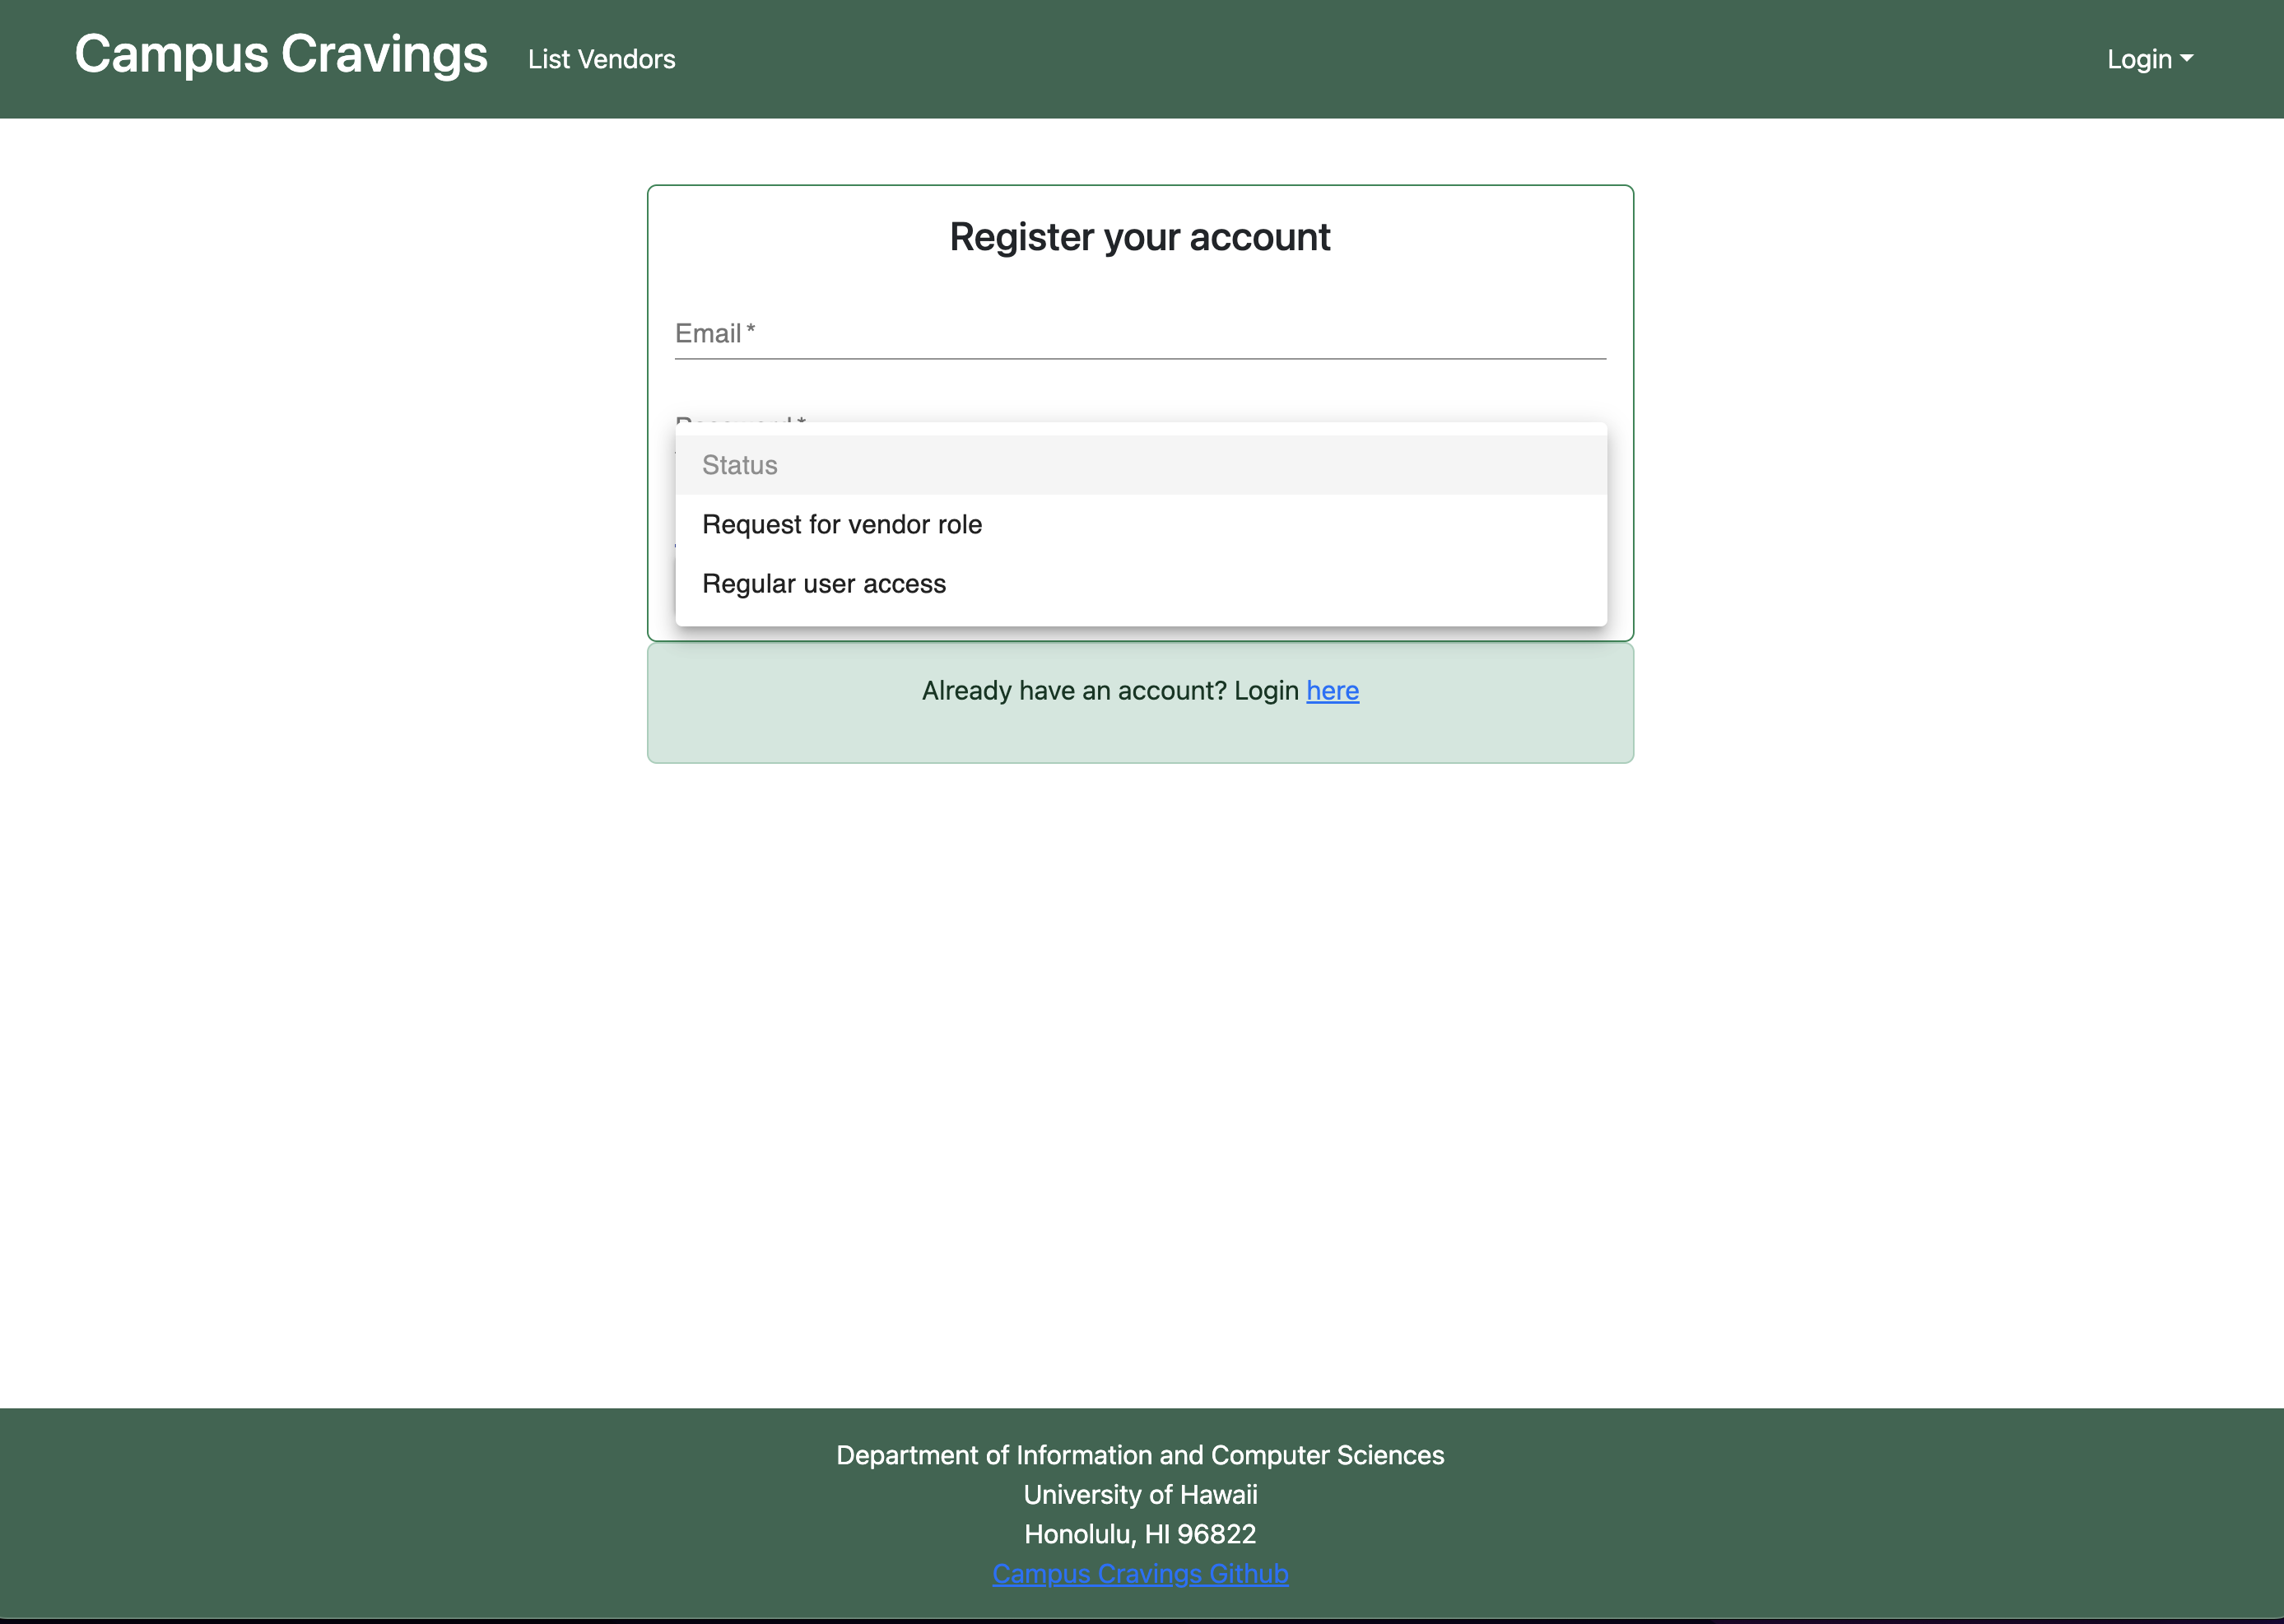 Campus Cravings List Vendors Login
Register your account
Email *
Status
Request for vendor role
Regular user access
Already have an account? Login here
Department of Information and Computer Sciences
University of Hawaii
Honolulu, HI 96822
Campus Cravings Github